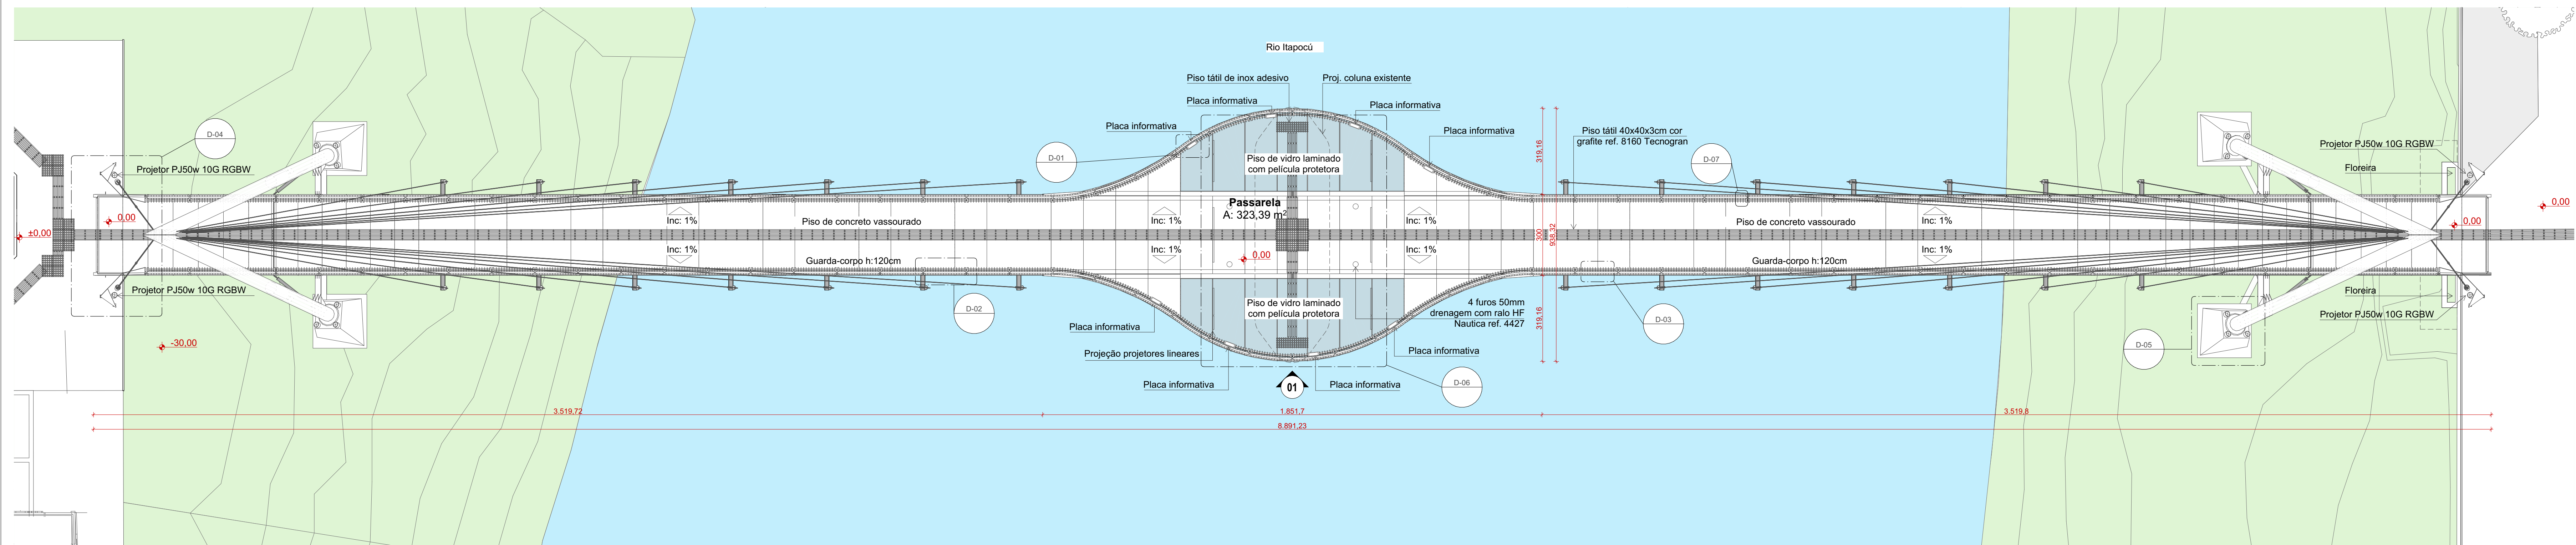 Rio Itapocú
Piso tátil de inox adesivo
Proj. coluna existente
Placa informativa
Placa informativa
Placa informativa
Placa informativa
Piso tátil 40x40x3cm cor
grafite ref. 8160 Tecnogran
D-04
D-01
D-07
Projetor PJ50w 10G RGBW
Projetor PJ50w 10G RGBW
Floreira
Piso de vidro laminado
com película protetora
319,16
Passarela
A: 323,39 m²
0,00
±0,00
Inc: 1%
Piso de concreto vassourado
Inc: 1%
Inc: 1%
Piso de concreto vassourado
Inc: 1%
0,00
0,00
300
938,32
Inc: 1%
Inc: 1%
Inc: 1%
Inc: 1%
0,00
Guarda-corpo h:120cm
Guarda-corpo h:120cm
Projetor PJ50w 10G RGBW
Floreira
Piso de vidro laminado
com película protetora
4 furos 50mm
drenagem com ralo HF
Nautica ref. 4427
319,16
D-02
D-03
Projetor PJ50w 10G RGBW
Placa informativa
-30,00
D-05
Projeção projetores lineares
Placa informativa
Placa informativa
Placa informativa
01
D-06
3.519,72
1.851,7
3.519,8
8.891,23